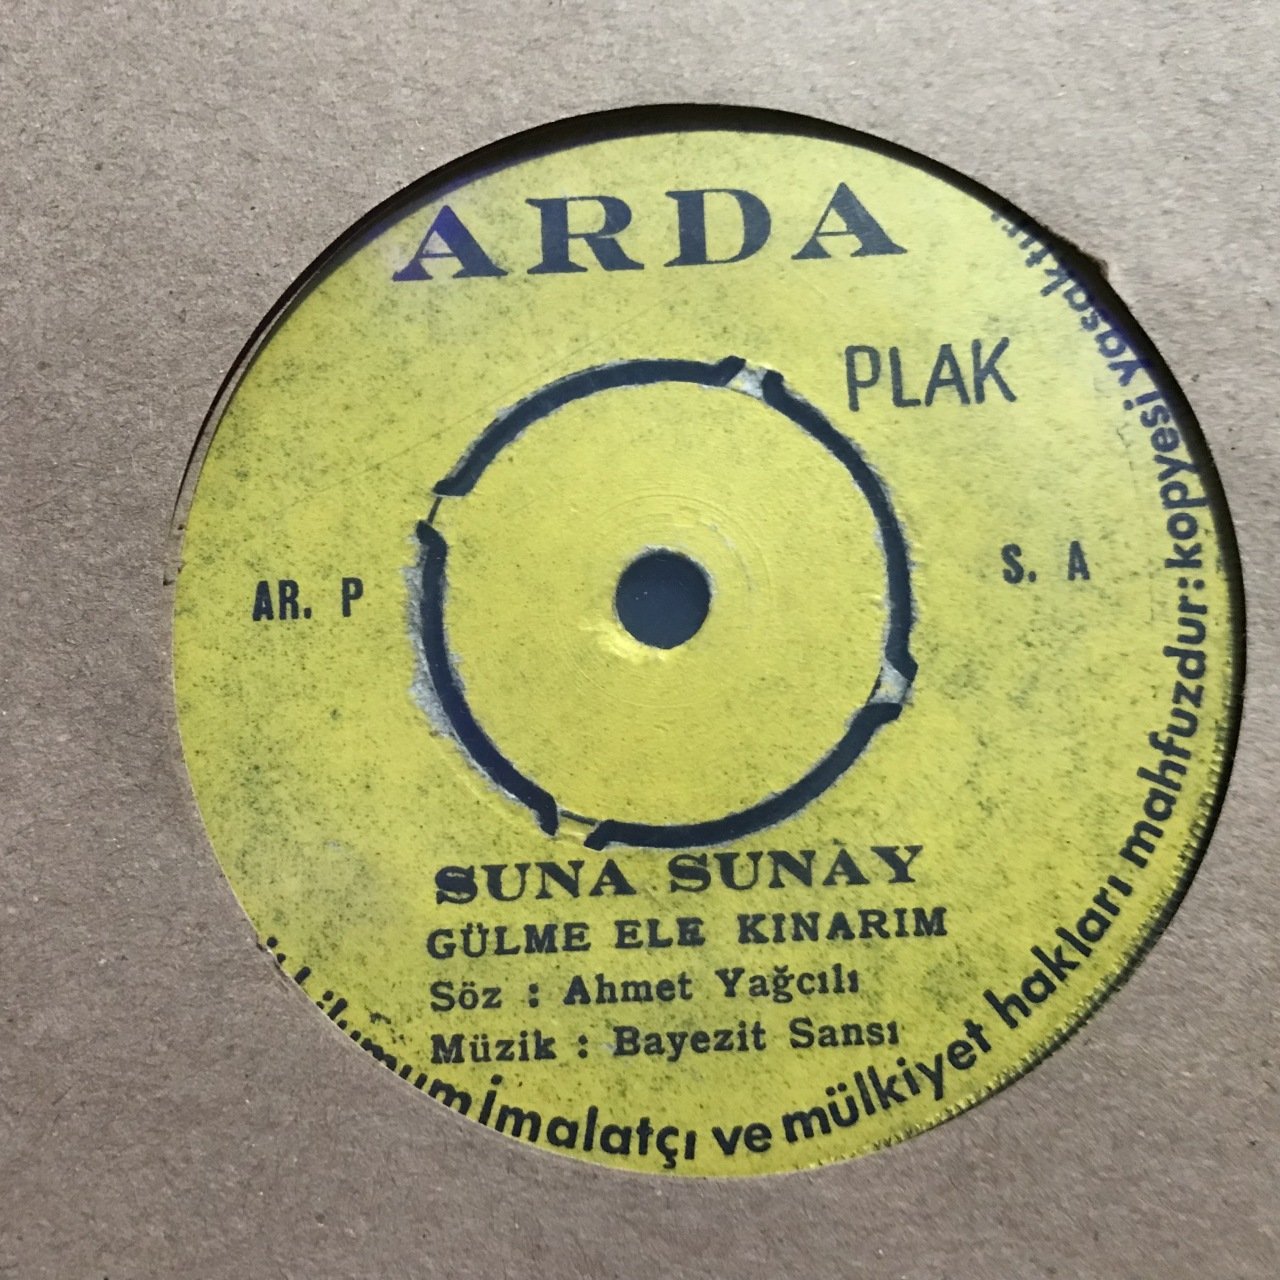 ARDA
PLAK
AR. P
S. A
SUNA SUNAY
GÜLME ELE KINARIM
Söz : Ahmet Yağcılı
Müzik : Bayezit Sansı
imalatçı ve mülkiyet hakları mahfuzdur: kopyesi yasaktır